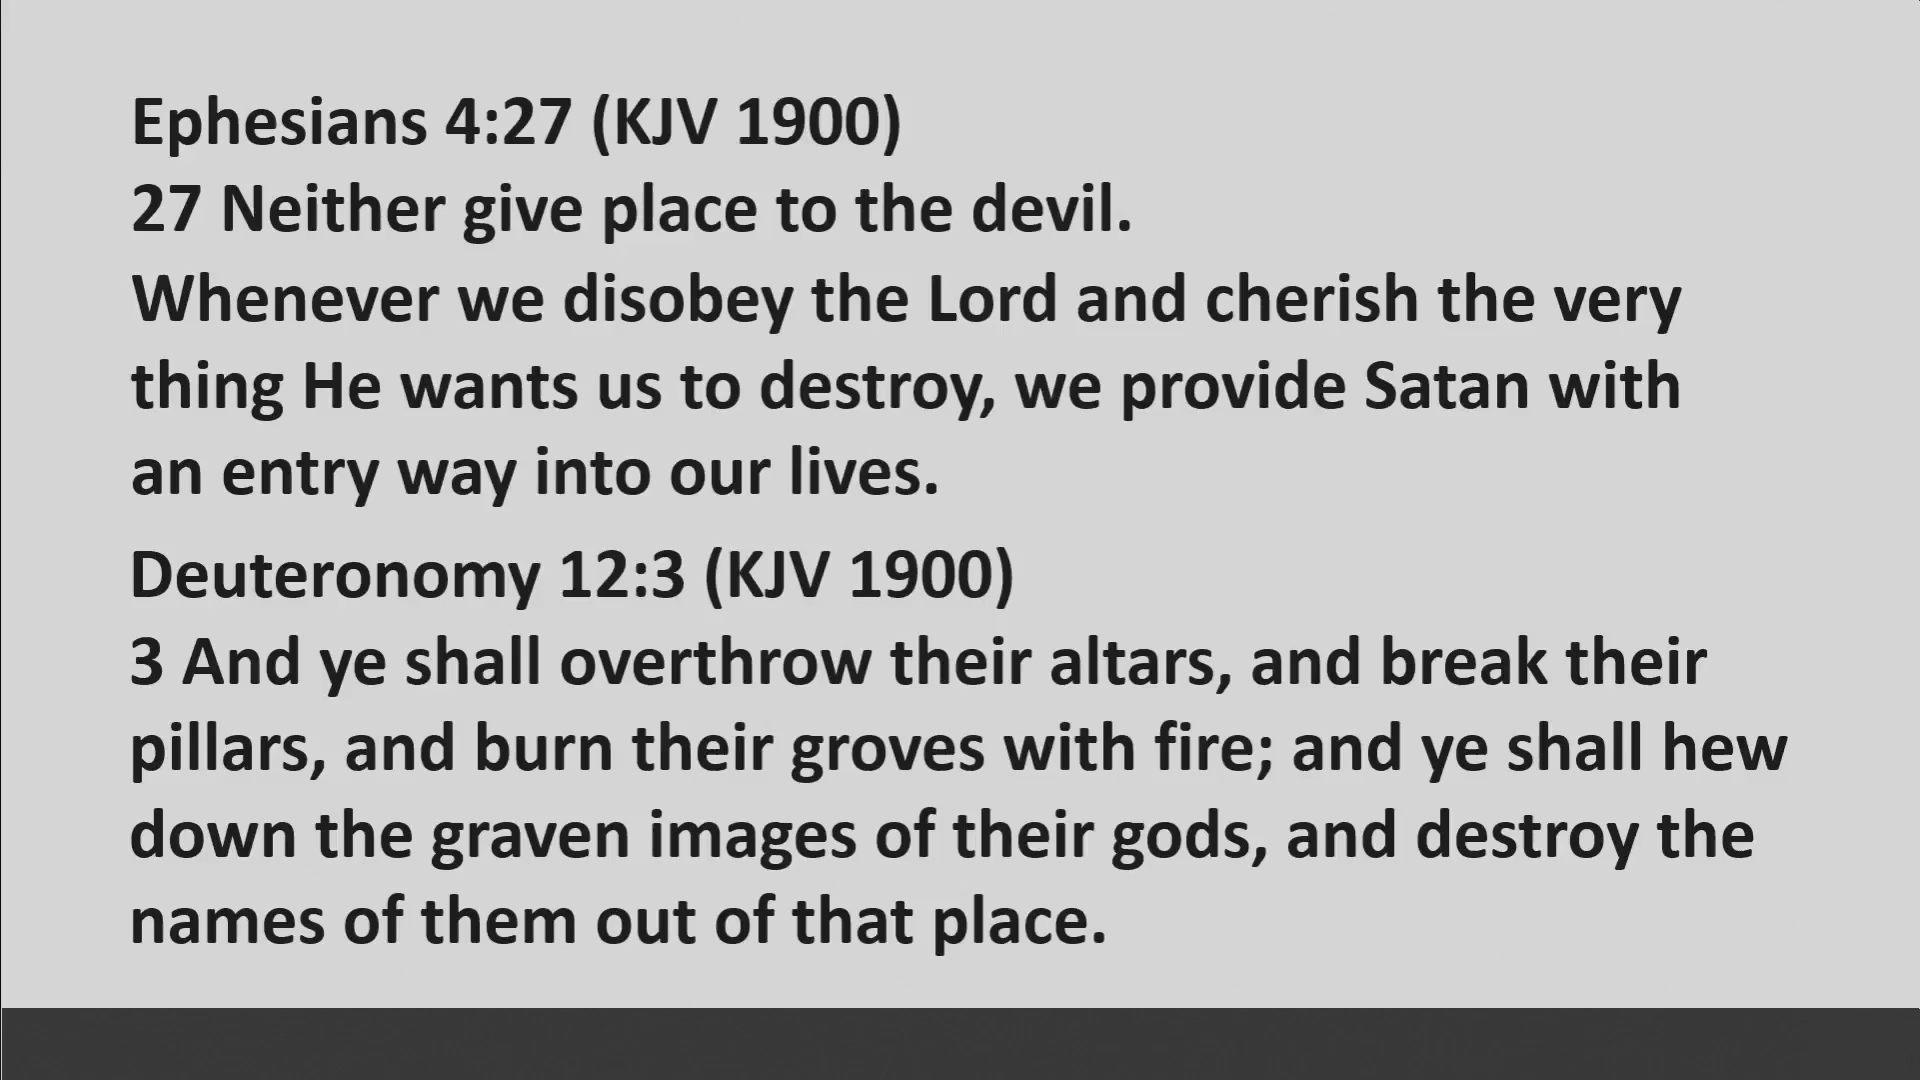 Ephesians 4:27 (KJV 1900)
27 Neither give place to the devil.
Whenever we disobey the Lord and cherish the very
thing He wants us to destroy, we provide Satan with
an entry way into our lives.
Deuteronomy 12:3 (KJV 1900)
3 And ye shall overthrow their altars, and break their
pillars, and burn their groves with fire; and ye shall hew
down the graven images of their gods, and destroy the
names of them out of that place.